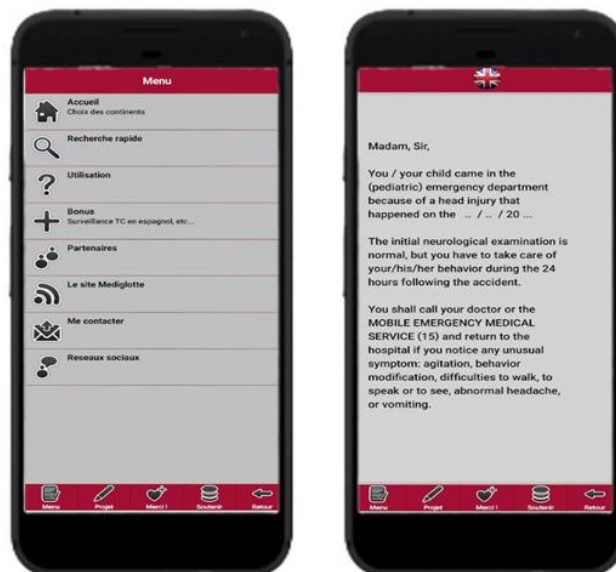 Menu
Accueil
Choix des continents
Recherche rapide
Utilisation
Bonus
Surveillance TC en espagnol, etc...
Partenaires
Le site Mediglotte
Me contacter
Reseaux sociaux
Menu Projet Merci ! Soutenir Retour
Madam, Sir,
You / your child came in the
(pediatric) emergency department
because of a head injury that
happened on the .. / .. / 20 ...
The initial neurological examination is
normal, but you have to take care of
your/his/her behavior during the 24
hours following the accident.
You shall call your doctor or the
MOBILE EMERGENCY MEDICAL
SERVICE (15) and return to the
hospital if you notice any unusual
symptom: agitation, behavior
modification, difficulties to walk, to
speak or to see, abnormal headache,
or vomiting.
Menu Projet Merci ! Soutenir Retour